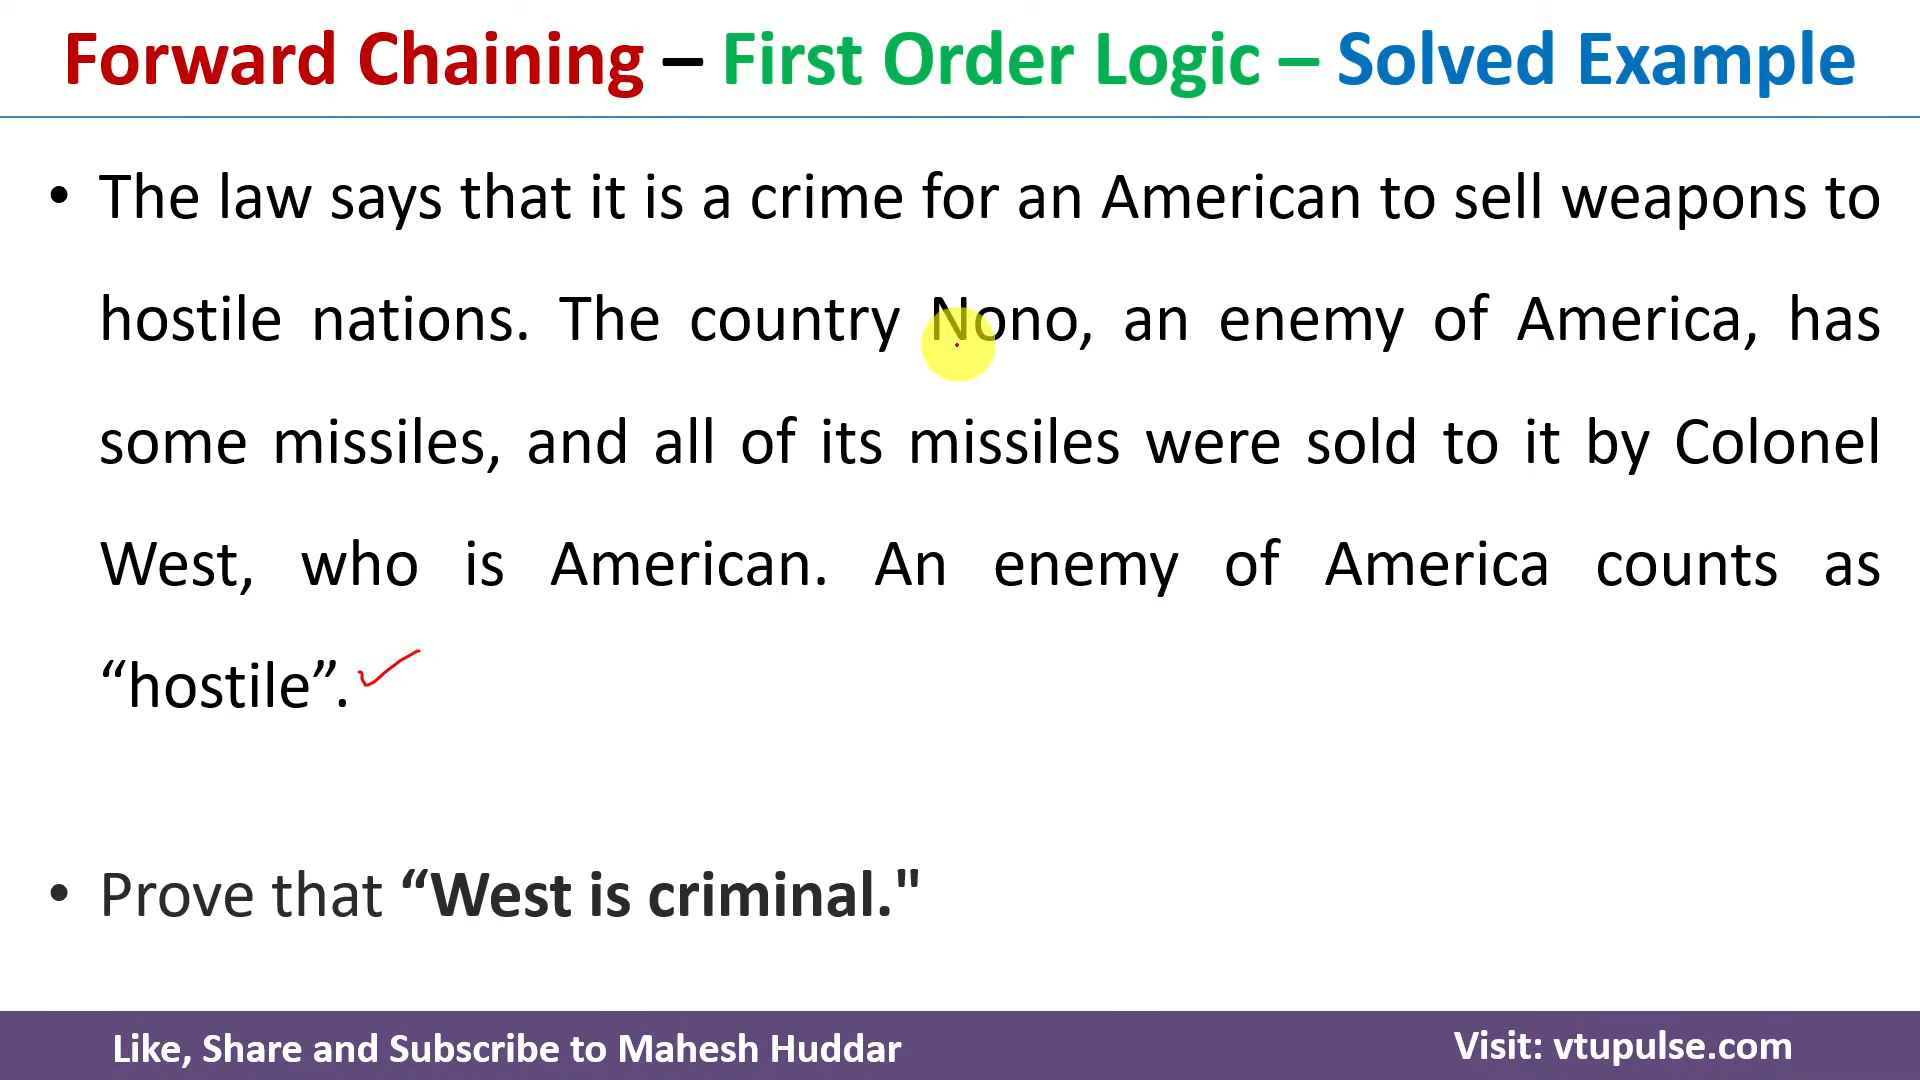 Forward Chaining – First Order Logic – Solved Example
• The law says that it is a crime for an American to sell weapons to
hostile nations. The country Nono, an enemy of America, has
some missiles, and all of its missiles were sold to it by Colonel
West, who is American. An enemy of America counts as
“hostile”.
• Prove that “West is criminal."
Like, Share and Subscribe to Mahesh Huddar
Visit: vtupulse.com